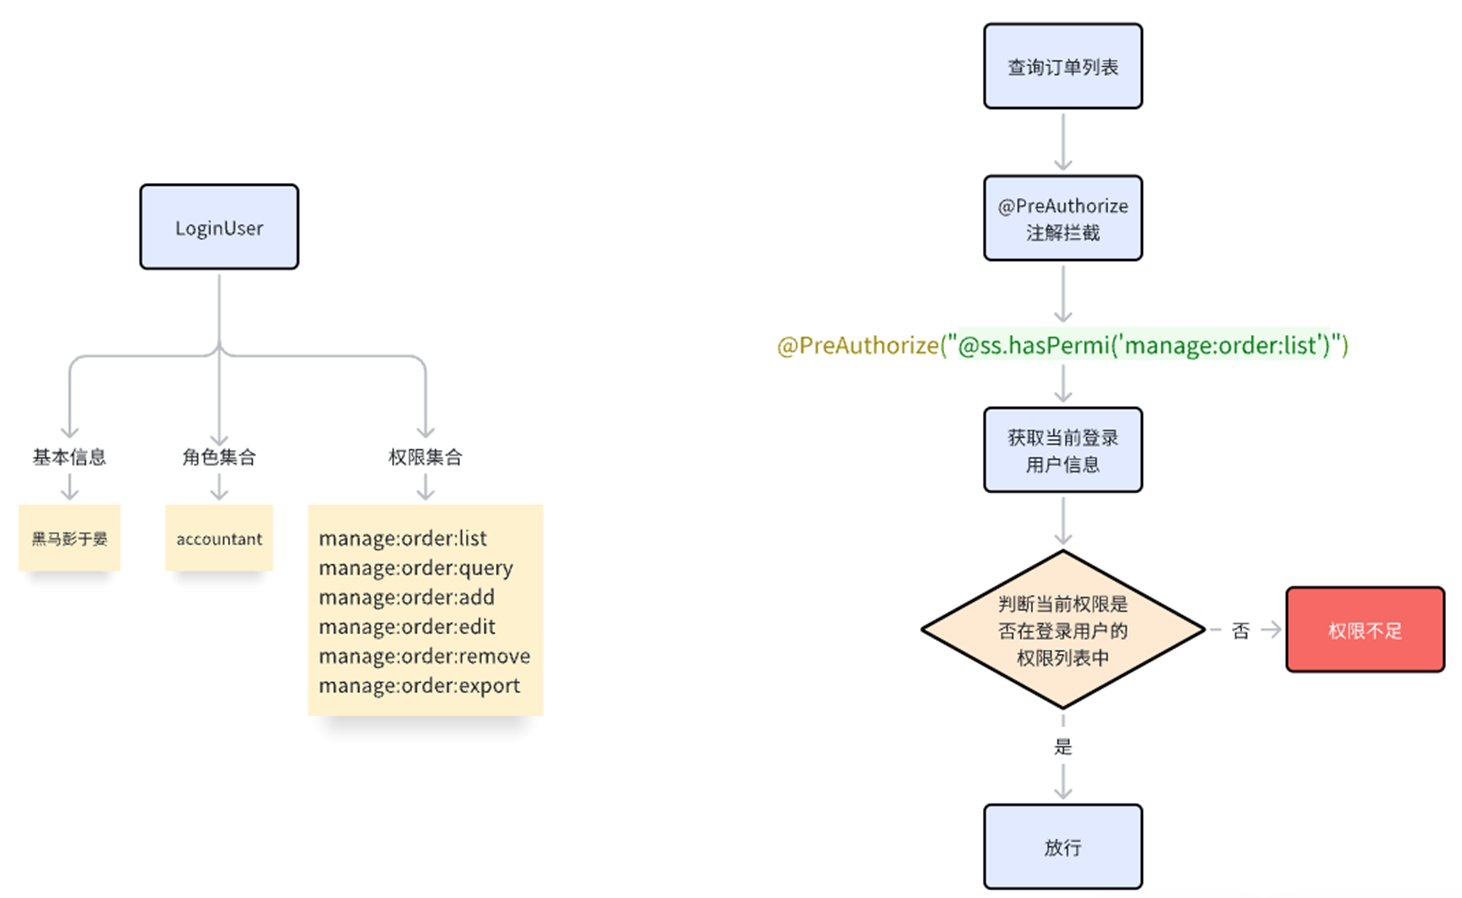 LoginUser
基本信息
角色集合
权限集合
黑马彭于晏
accountant
manage:order:list
manage:order:query
manage:order:add
manage:order:edit
manage:order:remove
manage:order:export
查询订单列表
@PreAuthorize
注解拦截
@PreAuthorize("@ss.hasPermi('manage:order:list')")
获取当前登录
用户信息
判断当前权限是
否在登录用户的
权限列表中
否
权限不足
是
放行